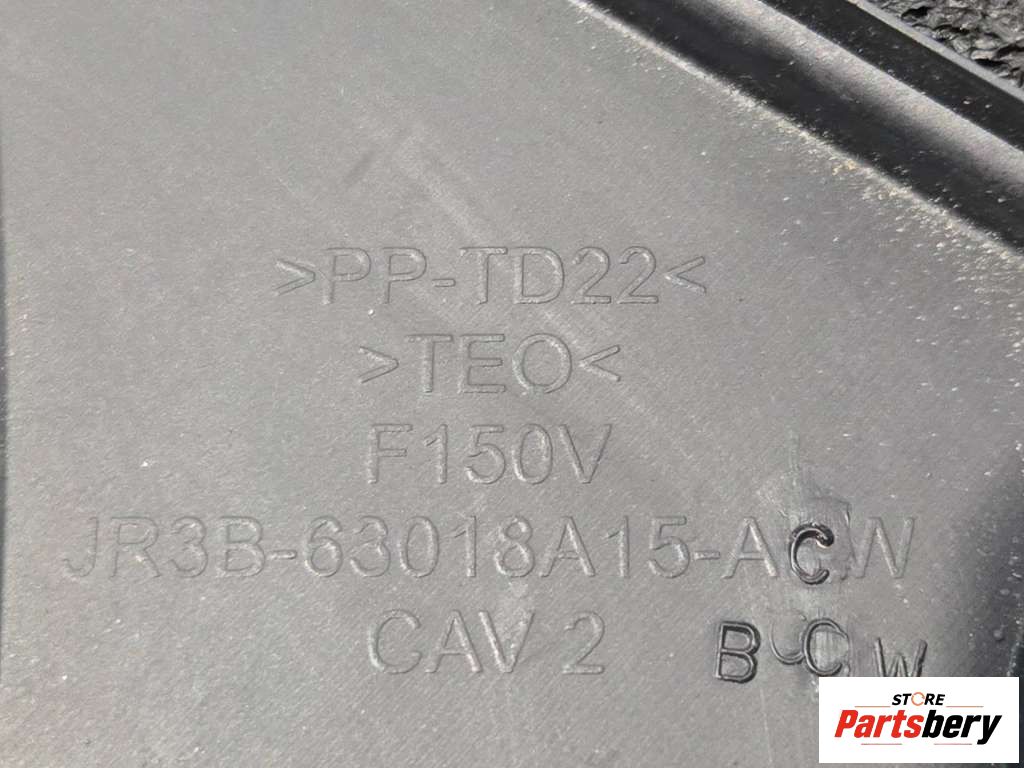 >PP-TD22<
>TEO<
F150V
JR3B-63018A15-ACW
CAV 2
B C W
STORE
Partsbery